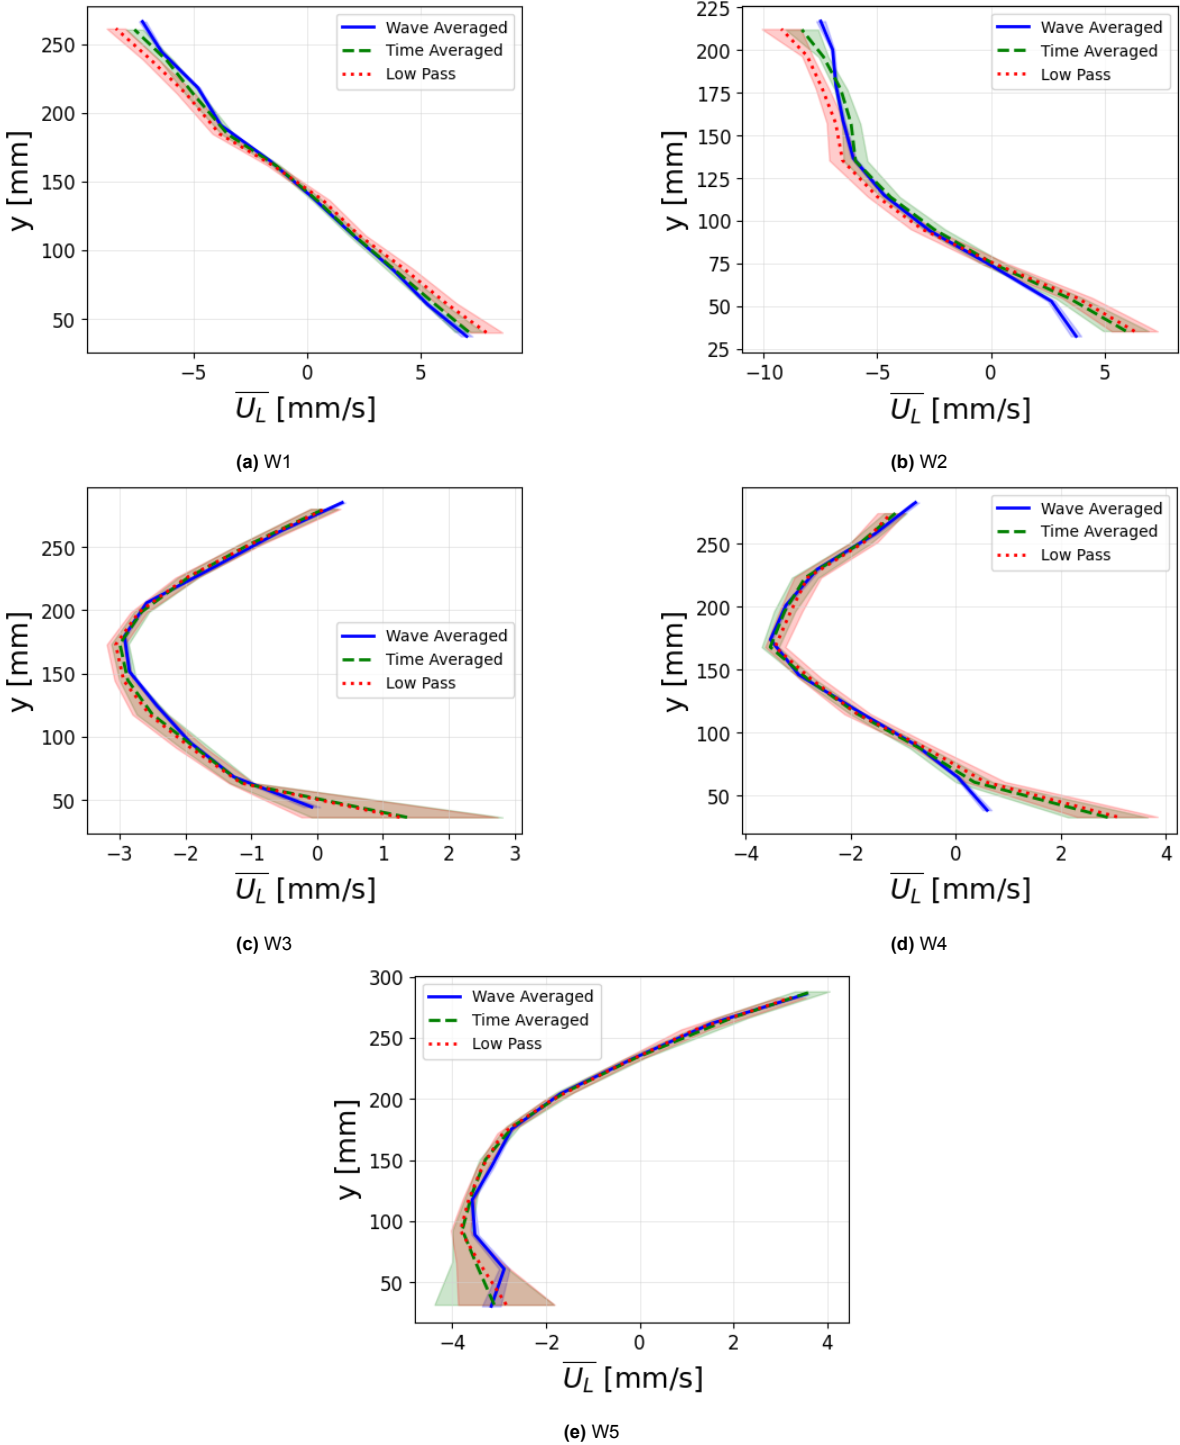 250
200
150
100
50
y [mm]
Wave Averaged
Time Averaged
Low Pass
−5
0
5
U_L [mm/s]
(a) W1
225
200
175
150
125
100
75
50
25
y [mm]
Wave Averaged
Time Averaged
Low Pass
−10
−5
0
5
U_L [mm/s]
(b) W2
250
200
150
100
50
y [mm]
Wave Averaged
Time Averaged
Low Pass
−3
−2
−1
0
1
2
3
U_L [mm/s]
(c) W3
250
200
150
100
50
y [mm]
Wave Averaged
Time Averaged
Low Pass
−4
−2
0
2
4
U_L [mm/s]
(d) W4
300
250
200
150
100
50
y [mm]
Wave Averaged
Time Averaged
Low Pass
−4
−2
0
2
4
U_L [mm/s]
(e) W5